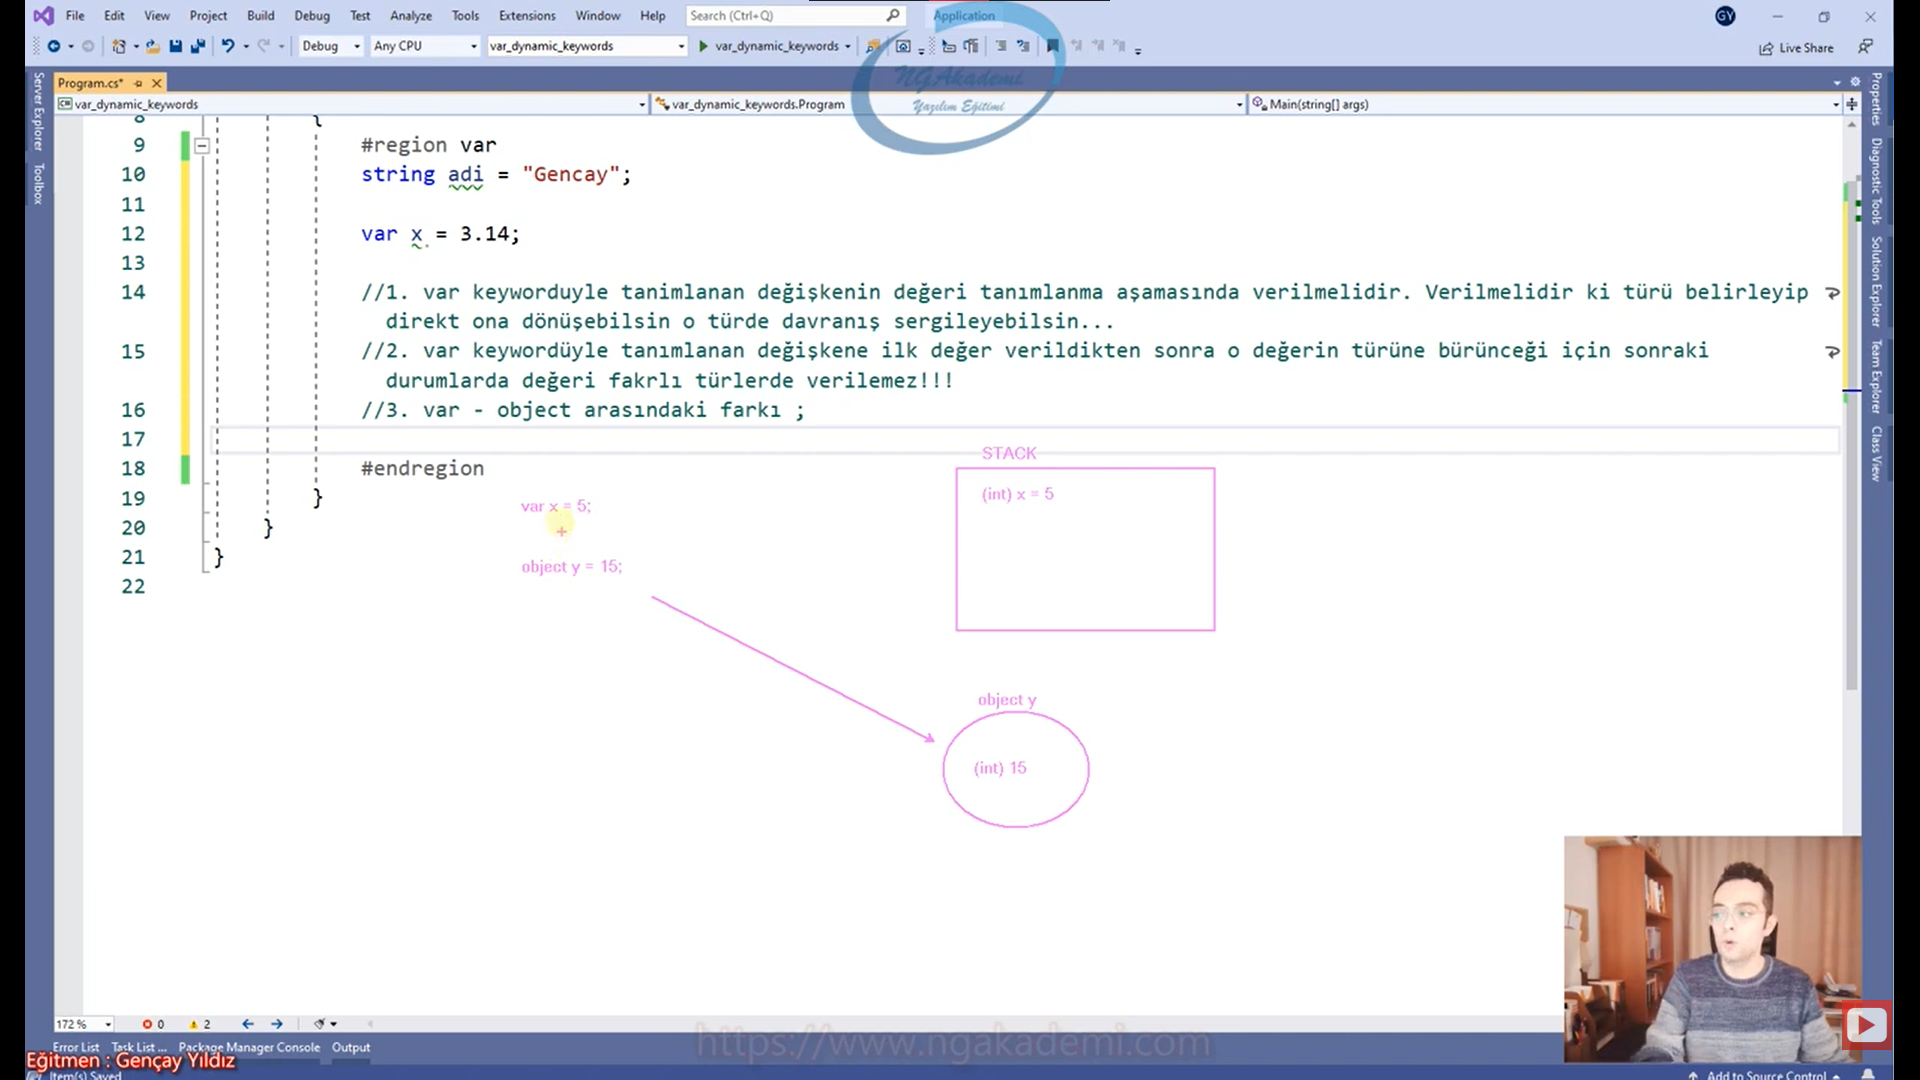 File Edit View Project Build Debug Test Analyze Tools Extensions Window Help Search (Ctrl+Q) Application GY
Debug Any CPU var_dynamic_keywords var_dynamic_keywords Live Share
NGAkademi
Yazılım Eğitimi
Program.cs*
var_dynamic_keywords var_dynamic_keywords.Program Main(string[] args)
Server Explorer
Toolbox
Properties
Diagnostic Tools
Solution Explorer
Team Explorer
Class View
8 {
9 #region var
10 string adi = "Gencay";
11
12 var x = 3.14;
13
14 //1. var keyworduyle tanimlanan değişkenin değeri tanımlanma aşamasında verilmelidir. Verilmelidir ki türü belirleyip
direkt ona dönüşebilsin o türde davranış sergileyebilsin...
15 //2. var keywordüyle tanımlanan değişkene ilk değer verildikten sonra o değerin türüne bürünceği için sonraki
durumlarda değeri fakrlı türlerde verilemez!!!
16 //3. var - object arasındaki farkı ;
17
18 #endregion
19 }
20 }
21 }
22
STACK
(int) x = 5
var x = 5;
object y = 15;
object y
(int) 15
172 % 0 2
https://www.ngakademi.com
Error List Task List ... Package Manager Console Output
Eğitmen : Gençay Yıldız
Item(s) Saved Add to Source Control